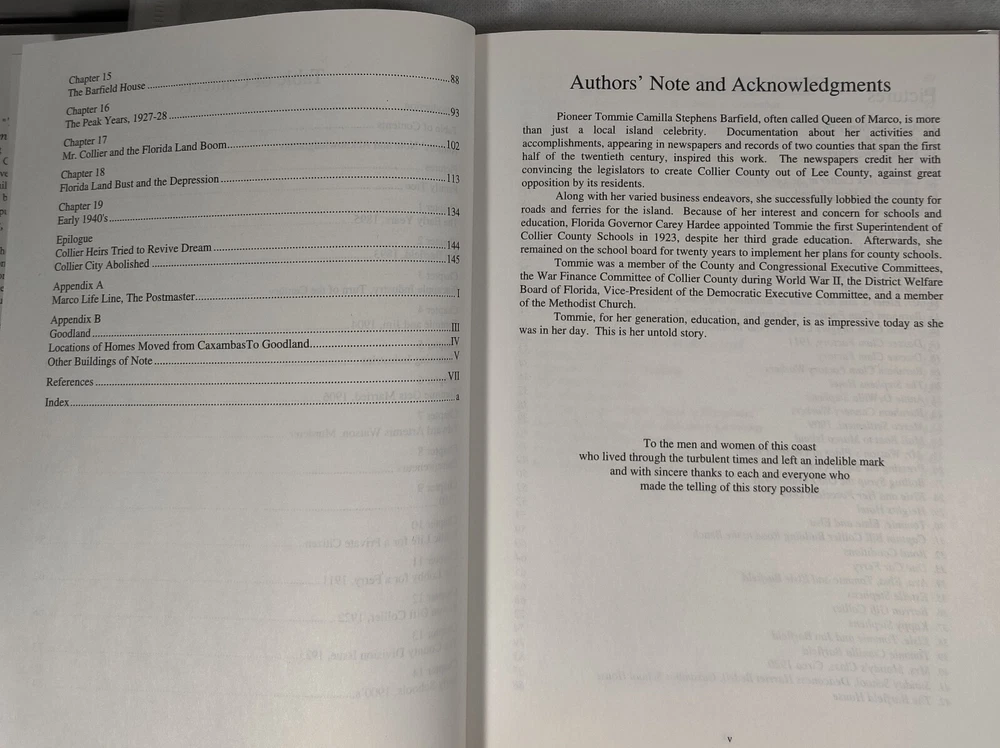 Chapter 15
The Barfield House ........ 88
Chapter 16
The Peak Years, 1927-28 ........ 93
Chapter 17
Mr. Collier and the Florida Land Boom ........ 102
Chapter 18
Florida Land Bust and the Depression ........ 113
Chapter 19
Early 1940's ........ 134
Epilogue
Collier Heirs Tried to Revive Dream ........ 144
Collier City Abolished ........ 145
Appendix A
Marco Life Line, The Postmaster ........ I
Appendix B
Goodland ........ III
Locations of Homes Moved from CaxambasTo Goodland ........ IV
Other Buildings of Note ........ V
References ........ VII
Index ........ a
Authors' Note and Acknowledgments
Pioneer Tommie Camilla Stephens Barfield, often called Queen of Marco, is more
than just a local island celebrity. Documentation about her activities and
accomplishments, appearing in newspapers and records of two counties that span the first
half of the twentieth century, inspired this work. The newspapers credit her with
convincing the legislators to create Collier County out of Lee County, against great
opposition by its residents.
Along with her varied business endeavors, she successfully lobbied the county for
roads and ferries for the island. Because of her interest and concern for schools and
education, Florida Governor Carey Hardee appointed Tommie the first Superintendent of
Collier County Schools in 1923, despite her third grade education. Afterwards, she
remained on the school board for twenty years to implement her plans for county schools.
Tommie was a member of the County and Congressional Executive Committees,
the War Finance Committee of Collier County during World War II, the District Welfare
Board of Florida, Vice-President of the Democratic Executive Committee, and a member
of the Methodist Church.
Tommie, for her generation, education, and gender, is as impressive today as she
was in her day. This is her untold story.
To the men and women of this coast
who lived through the turbulent times and left an indelible mark
and with sincere thanks to each and everyone who
made the telling of this story possible
v